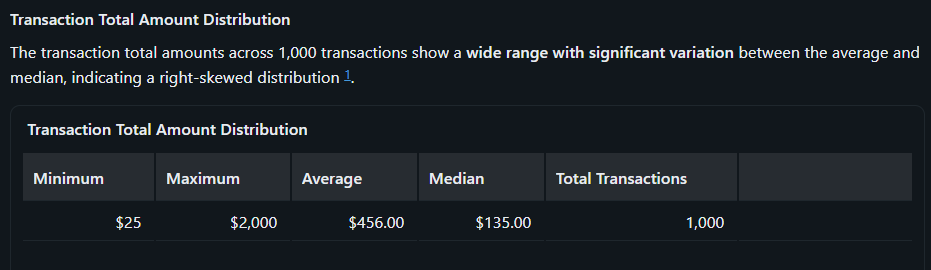 Transaction Total Amount Distribution
The transaction total amounts across 1,000 transactions show a wide range with significant variation between the average and
median, indicating a right-skewed distribution 1.
Transaction Total Amount Distribution
Minimum Maximum Average Median Total Transactions
$25 $2,000 $456.00 $135.00 1,000